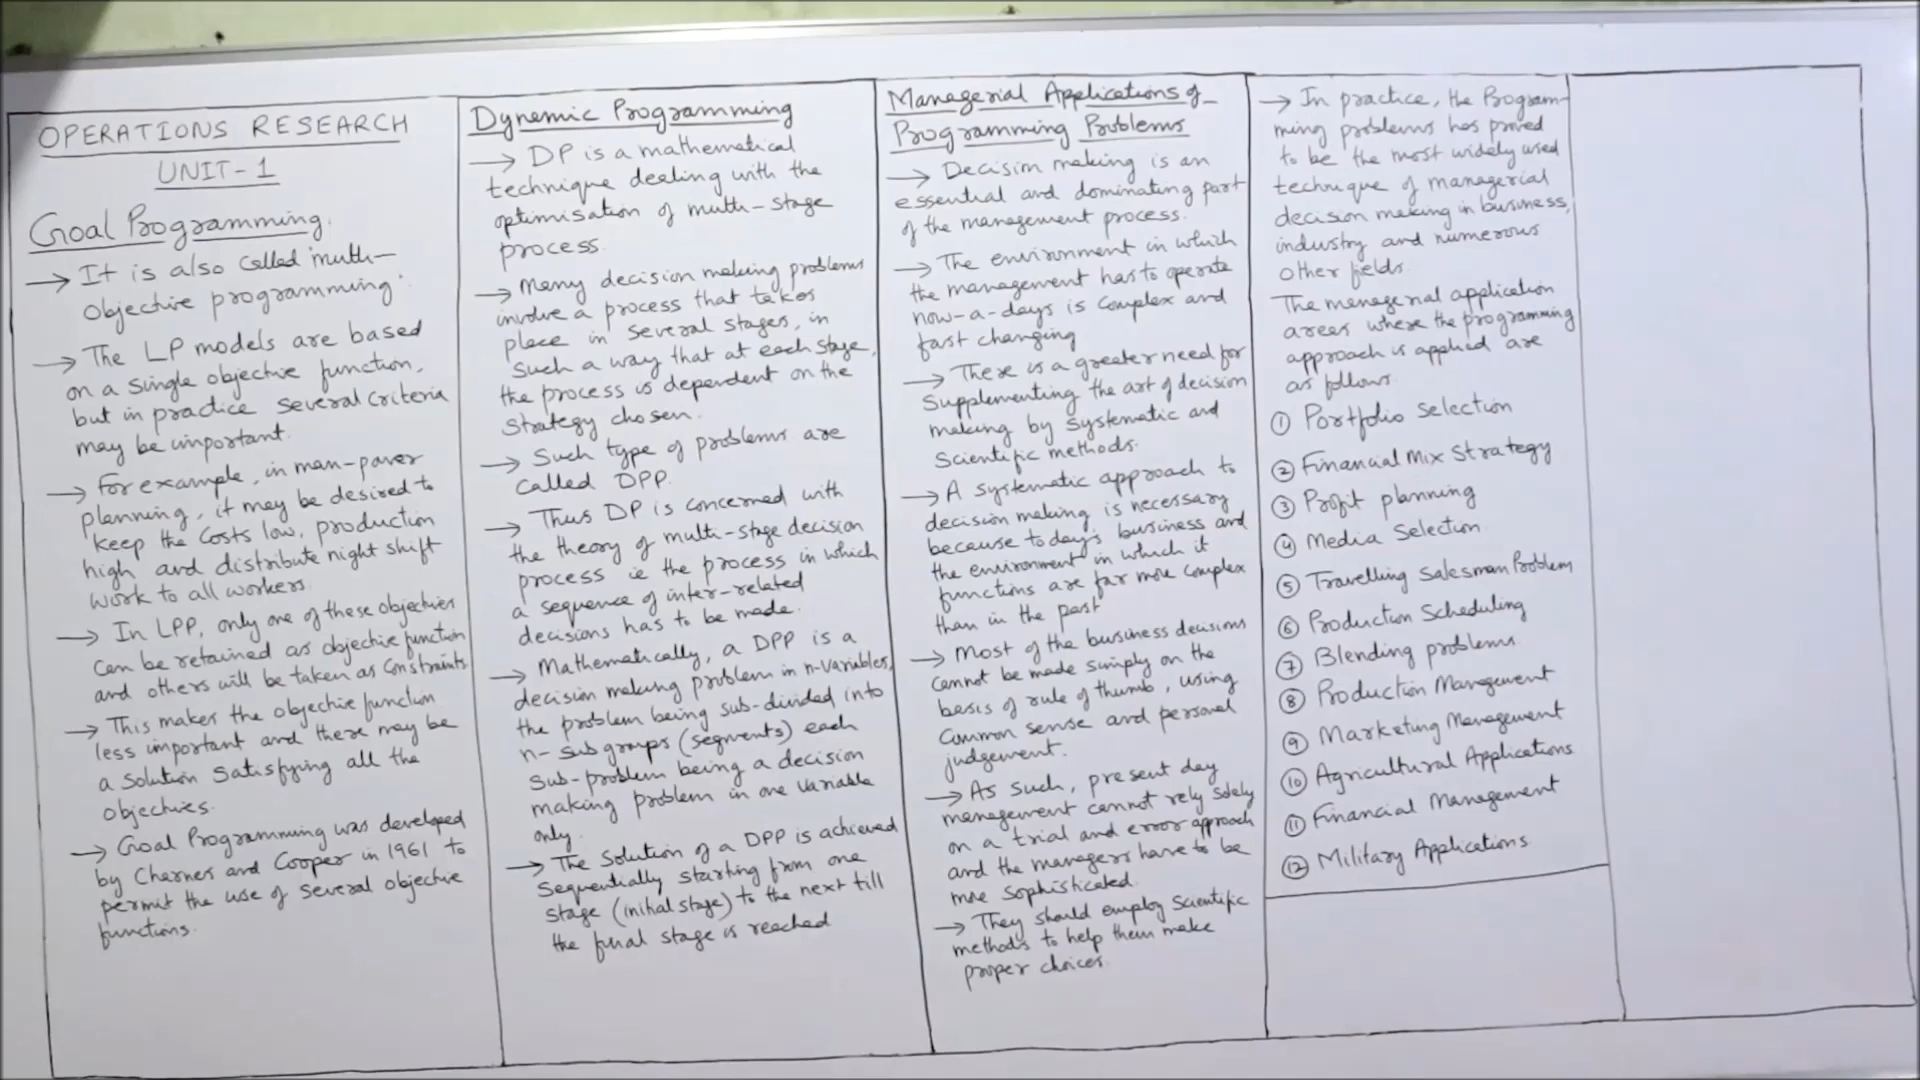 OPERATIONS RESEARCH
UNIT-1
Goal Programming.
→ It is also called "multi-
Objective programming".
→ The LP models are based
on a single objective function,
but in practice several criteria
may be important.
→ For example, in man-power
planning, it may be desired to
keep the costs low, production
high and distribute night shift
work to all workers.
→ In LPP, only one of these objectives
can be retained as objective function
and others will be taken as constraints
→ This makes the objective function
less important and there may be
a solution satisfying all the
objectives.
→ Goal Programming was developed
by Charnes and Cooper in 1961 to
permit the use of several objective
functions.
Dynamic Programming
→ DP is a mathematical
technique dealing with the
optimisation of multi-stage
process.
→ Many decision making problems
involve a process that takes
place in several stages, in
such a way that at each stage,
the process is dependent on the
strategy chosen.
→ Such type of problems are
called DPP.
→ Thus DP is concerned with
the theory of multi-stage decision
process ie the process in which
a sequence of inter-related
decisions has to be made.
→ Mathematically, a DPP is a
decision making problem in n-variables,
the problem being sub-divided into
n-sub groups (segments) each
sub-problem being a decision
making problem in one variable
only.
→ The solution of a DPP is achieved
sequentially starting from one
stage (initial stage) to the next till
the final stage is reached
Managerial Applications of
Programming Problems
→ Decision making is an
essential and dominating part
of the management process.
→ The environment in which
the management has to operate
now-a-days is complex and
fast changing
→ There is a greater need for
supplementing the art of decision
making by systematic and
scientific methods.
→ A systematic approach to
decision making is necessary
because today's business and
the environment in which it
functions are far more complex
than in the past
→ Most of the business decisions
cannot be made simply on the
basis of rule of thumb, using
common sense and personal
judgement.
→ As such, present day
management cannot rely solely
on a trial and error approach
and the managers have to be
more sophisticated.
→ They should employ scientific
methods to help them make
proper choices.
→ In practice, the Program-
ming problems has proved
to be the most widely used
technique of managerial
decision making in business,
industry and numerous
other fields.
The managerial application
areas where the programming
approach is applied are
as follows.
① Portfolio selection
② Financial Mix Strategy
③ Profit planning
④ Media Selection
⑤ Travelling Salesman Problem
⑥ Production Scheduling
⑦ Blending problems.
⑧ Production Management
⑨ Marketing Management
⑩ Agricultural Applications
⑪ Financial Management
⑫ Military Applications